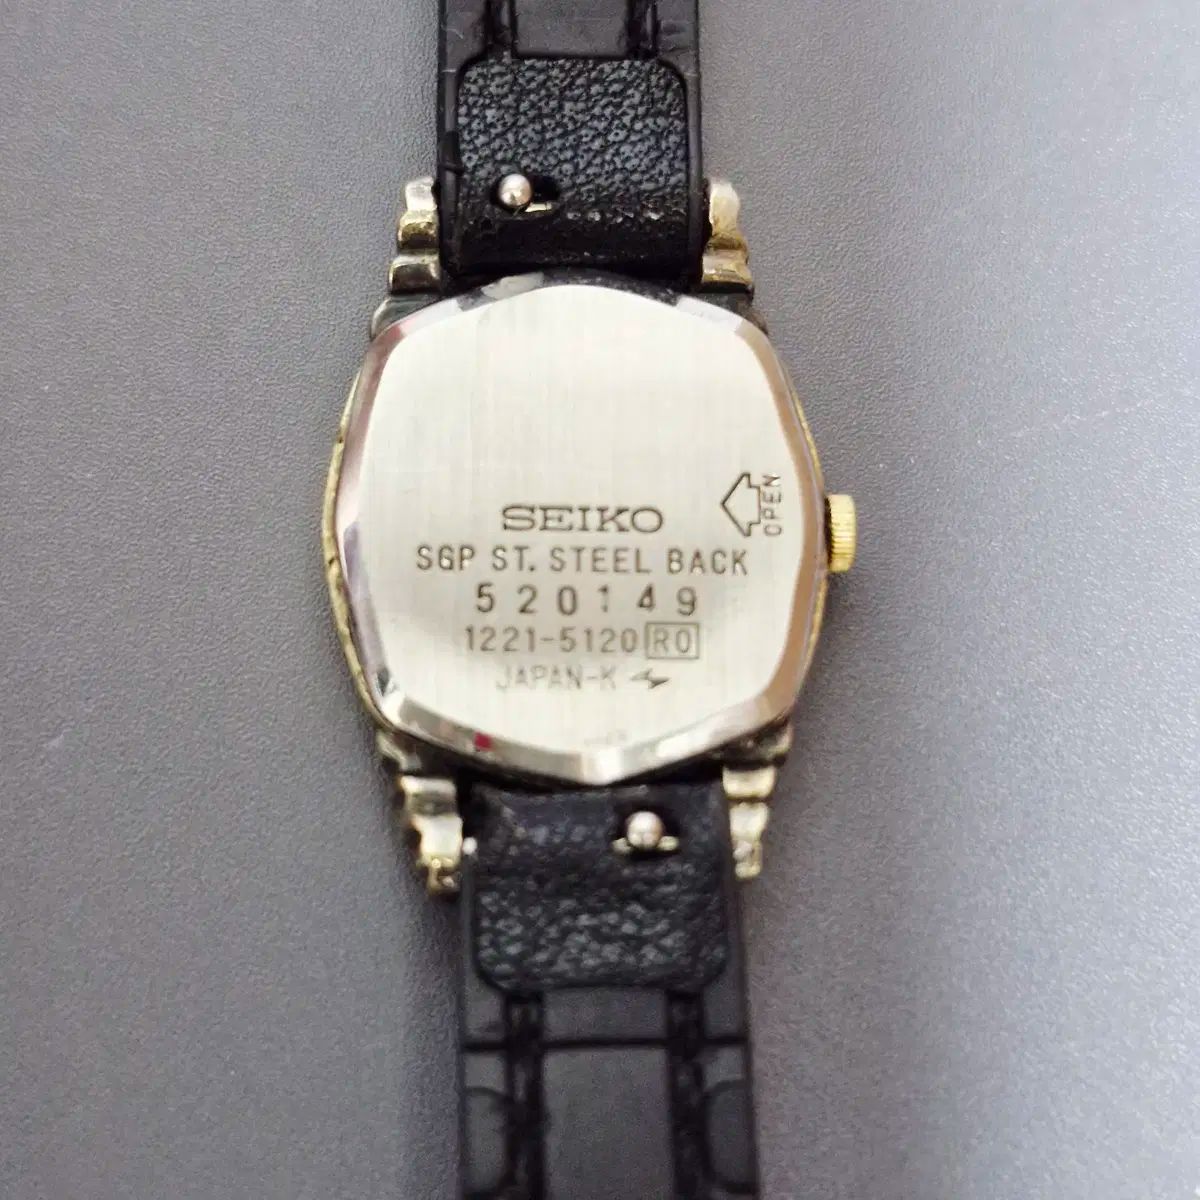 SEIKO
OPEN
SGP ST. STEEL BACK
520149
1221-5120 R0
JAPAN-K